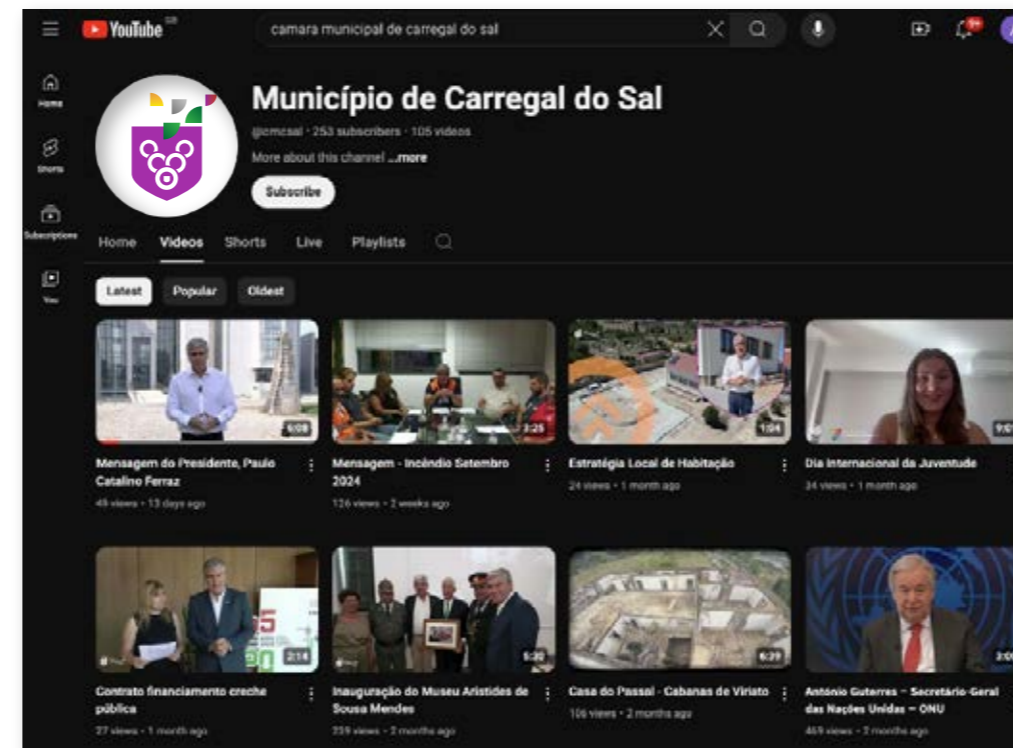 YouTube GB
camara municipal de carregal do sal
9+
Home
Shorts
Subscriptions
You
Município de Carregal do Sal
@cmcsal · 253 subscribers · 105 videos
More about this channel ...more
Subscribe
Home Videos Shorts Live Playlists
Latest Popular Oldest
3:25
1:04
Mensagem do Presidente, Paulo
Catalino Ferraz
48 views • 13 days ago
Mensagem - Incêndio Setembro
2024
126 views • 2 weeks ago
Estratégia Local de Habitação
24 views • 1 month ago
Dia Internacional da Juventude
34 views • 1 month ago
2:14
5:20
6:29
Contrato financiamento creche
pública
27 views • 1 month ago
Inauguração do Museu Aristides de
Sousa Mendes
239 views • 2 months ago
Casa do Passal - Cabanas de Viriato
106 views • 2 months ago
António Guterres – Secretário-Geral
das Nações Unidas – ONU
469 views • 2 months ago